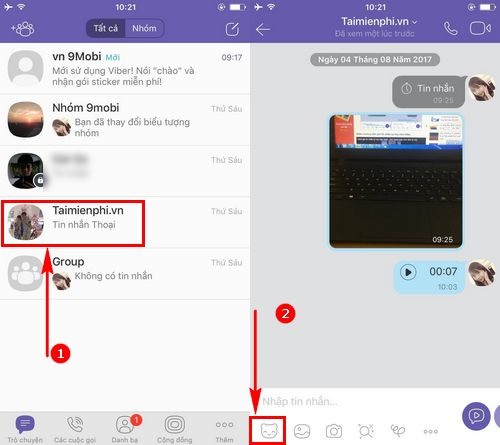 10:21
Tất cả
Nhóm
vn 9Mobi Mới 09:17
Mới sử dụng Viber! Nói "chào" và
nhận gói sticker miễn phí!
Nhóm 9mobi Thứ Sáu
Bạn đã thay đổi biểu tượng
nhóm
Thứ Sáu
Taimienphi.vn Thứ Sáu
Tin nhắn Thoại
Group Thứ Sáu
Không có tin nhắn
1
1
Trò chuyện
Các cuộc gọi
Danh bạ
Cộng đồng
Thêm
10:21
Taimienphi.vn
Đã xem một lúc trước
Ngày 04 Tháng 08 Năm 2017
Tin nhắn
09:25
09:25
00:07
10:03
2
Nhập tin nhắn...